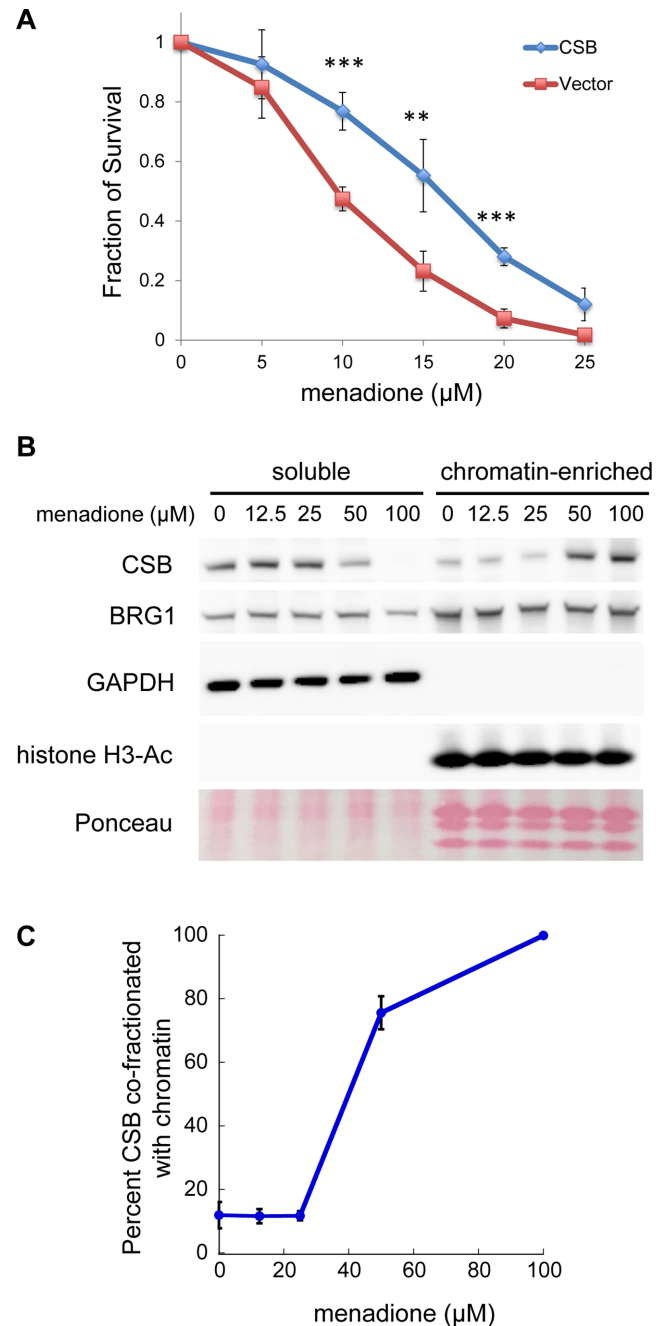 A
Fraction of Survival
1
0.8
0.6
0.4
0.2
0
***
**
***
CSB
Vector
0 5 10 15 20 25
menadione (µM)
B
soluble chromatin-enriched
menadione (µM) 0 12.5 25 50 100 0 12.5 25 50 100
CSB
BRG1
GAPDH
histone H3-Ac
Ponceau
C
Percent CSB co-fractionated
with chromatin
100
80
60
40
20
0
0 20 40 60 80 100
menadione (µM)